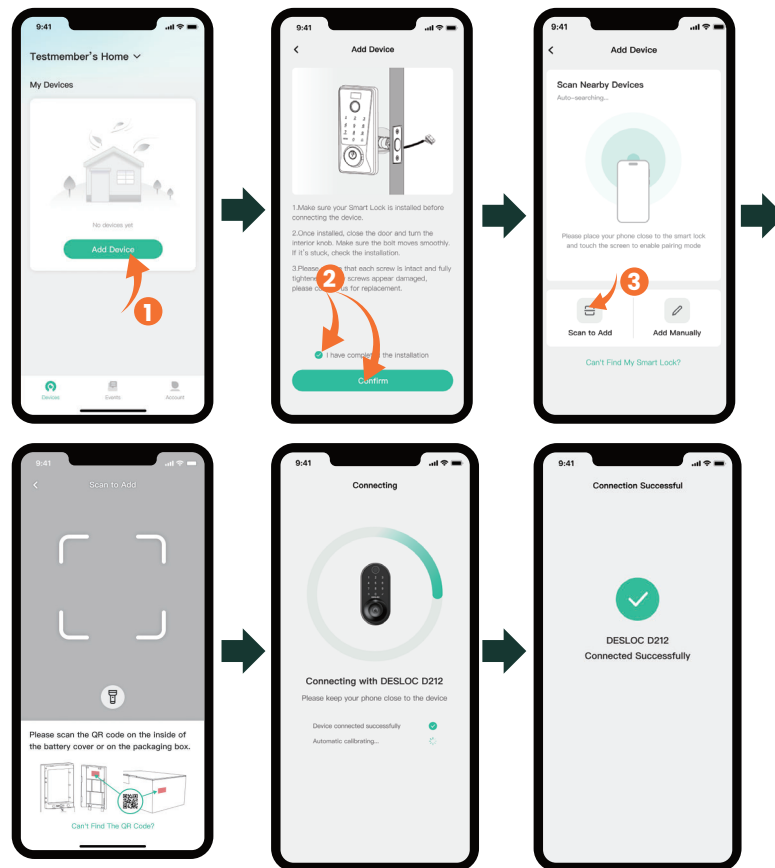 9:41
Testmember's Home
My Devices
No devices yet
Add Device
1
Devices
Events
Account
9:41
Add Device
1.Make sure your Smart Lock is installed before
connecting the device.
2.Once installed, close the door and turn the
interior knob. Make sure the bolt moves smoothly.
If it's stuck, check the installation.
3.Please that each screw is intact and fully
screws appear damaged,
please us for replacement.
2
I have the installation
Confirm
9:41
Add Device
Scan Nearby Devices
Auto-searching...
Please place your phone close to the smart lock
and touch the screen to enable pairing mode
3
Scan to Add
Add Manually
Can't Find My Smart Lock?
9:41
Scan to Add
Please scan the QR code on the inside of
the battery cover or on the packaging box.
Can't Find The QR Code?
9:41
Connecting
Connecting with DESLOC D212
Please keep your phone close to the device
Device connected successfully
Automatic calibrating...
9:41
Connection Successful
DESLOC D212
Connected Successfully